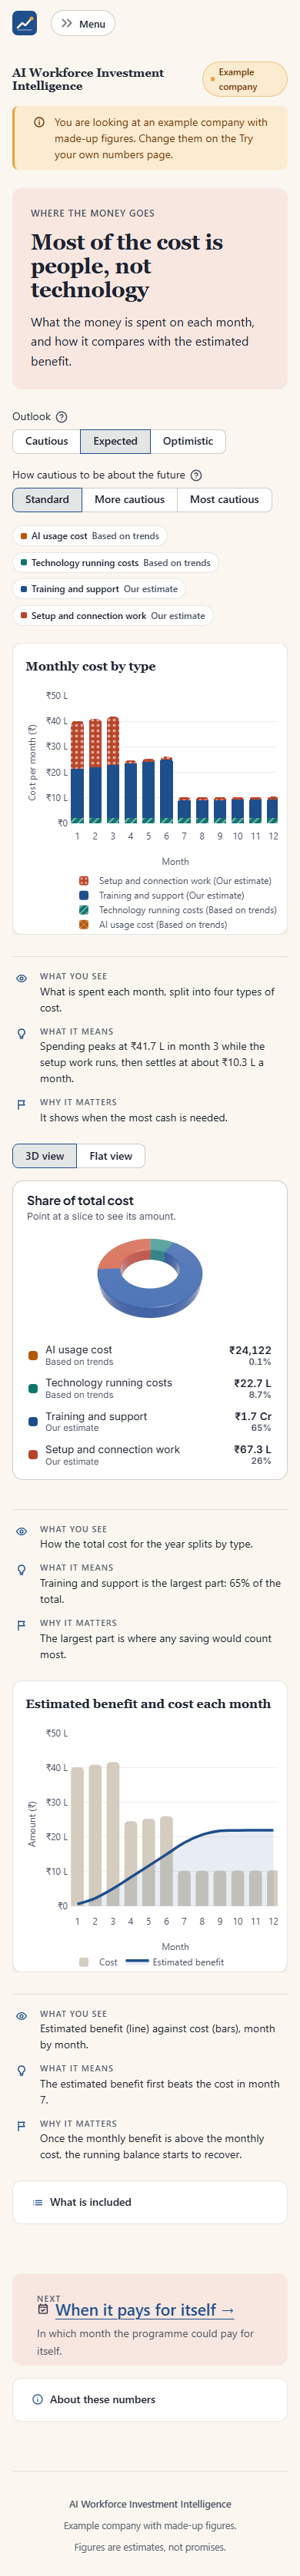 Menu
AI Workforce Investment
Intelligence
Example
company
You are looking at an example company with
made-up figures. Change them on the Try
your own numbers page.
WHERE THE MONEY GOES
Most of the cost is
people, not
technology
What the money is spent on each month,
and how it compares with the estimated
benefit.
Outlook
Cautious Expected Optimistic
How cautious to be about the future
Standard More cautious Most cautious
AI usage cost Based on trends
Technology running costs Based on trends
Training and support Our estimate
Setup and connection work Our estimate
Monthly cost by type
Cost per month (₹)
₹50 L
₹40 L
₹30 L
₹20 L
₹10 L
₹0
1 2 3 4 5 6 7 8 9 10 11 12
Month
Setup and connection work (Our estimate)
Training and support (Our estimate)
Technology running costs (Based on trends)
AI usage cost (Based on trends)
WHAT YOU SEE
What is spent each month, split into four types of
cost.
WHAT IT MEANS
Spending peaks at ₹41.7 L in month 3 while the
setup work runs, then settles at about ₹10.3 L a
month.
WHY IT MATTERS
It shows when the most cash is needed.
3D view Flat view
Share of total cost
Point at a slice to see its amount.
AI usage cost ₹24,122
Based on trends 0.1%
Technology running costs ₹22.7 L
Based on trends 8.7%
Training and support ₹1.7 Cr
Our estimate 65%
Setup and connection work ₹67.3 L
Our estimate 26%
WHAT YOU SEE
How the total cost for the year splits by type.
WHAT IT MEANS
Training and support is the largest part: 65% of the
total.
WHY IT MATTERS
The largest part is where any saving would count
most.
Estimated benefit and cost each month
Amount (₹)
₹50 L
₹40 L
₹30 L
₹20 L
₹10 L
₹0
1 2 3 4 5 6 7 8 9 10 11 12
Month
Cost Estimated benefit
WHAT YOU SEE
Estimated benefit (line) against cost (bars), month
by month.
WHAT IT MEANS
The estimated benefit first beats the cost in month
7.
WHY IT MATTERS
Once the monthly benefit is above the monthly
cost, the running balance starts to recover.
What is included
NEXT
When it pays for itself →
In which month the programme could pay for
itself.
About these numbers
AI Workforce Investment Intelligence
Example company with made-up figures.
Figures are estimates, not promises.